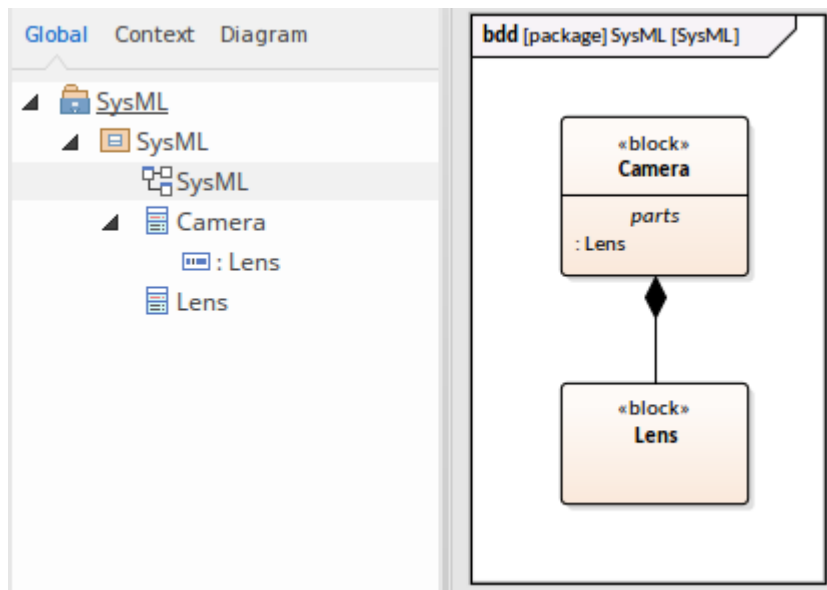 Global Context Diagram
SysML
SysML
SysML
Camera
: Lens
Lens
bdd [package] SysML [SysML]
«block»
Camera
parts
: Lens
«block»
Lens